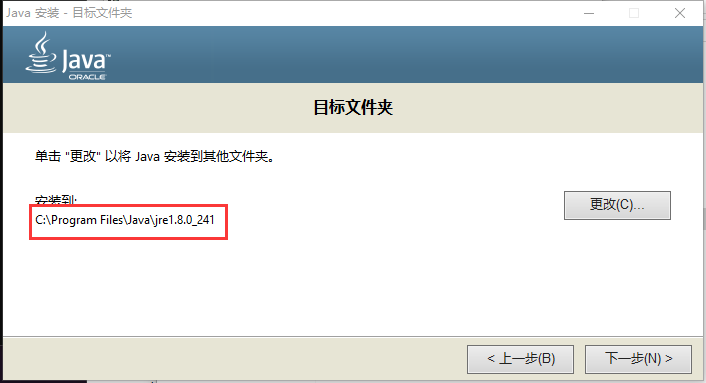 Java 安装 - 目标文件夹
Java™
ORACLE
目标文件夹
单击 "更改" 以将 Java 安装到其他文件夹。
安装到:
C:\Program Files\Java\jre1.8.0_241
更改(C)...
< 上一步(B)
下一步(N) >